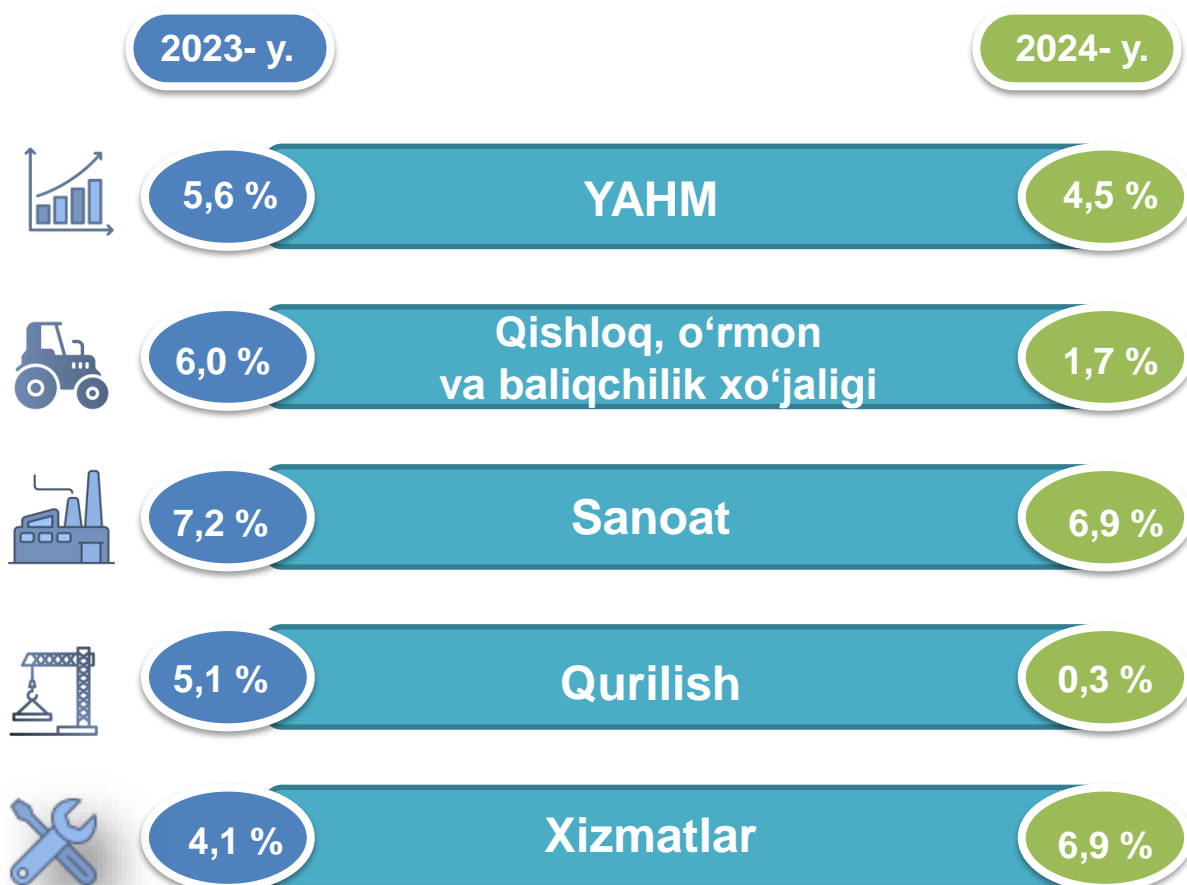 2023- y.
2024- y.
5,6 %
YAHM
4,5 %
6,0 %
Qishloq, o‘rmon
va baliqchilik xo‘jaligi
1,7 %
7,2 %
Sanoat
6,9 %
5,1 %
Qurilish
0,3 %
4,1 %
Xizmatlar
6,9 %